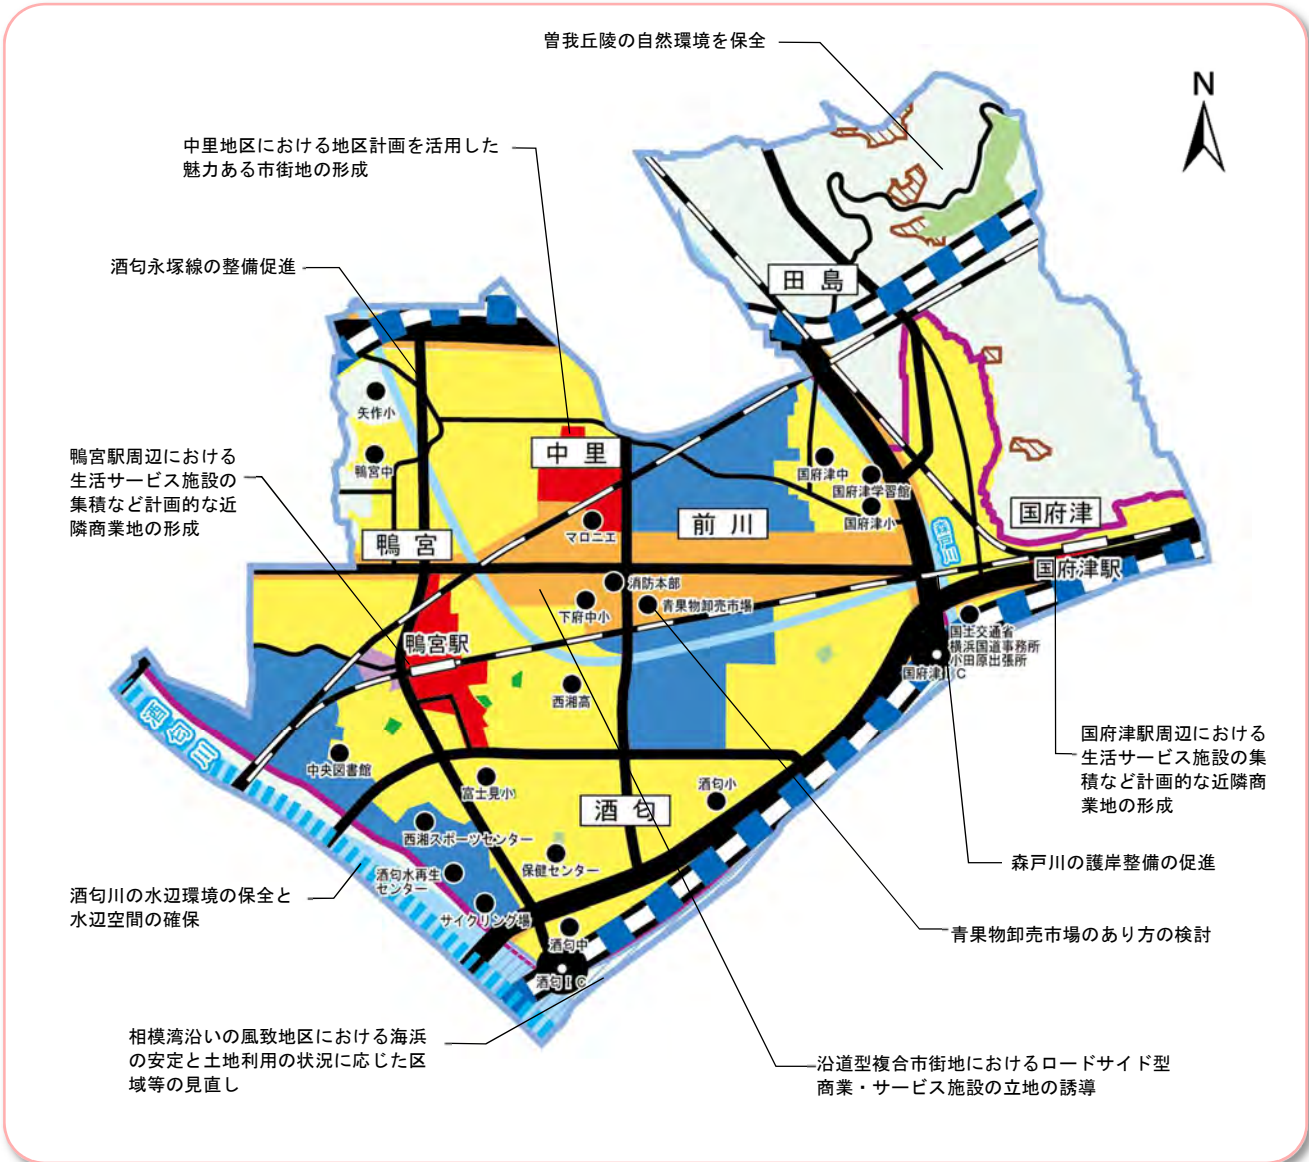 曽我丘陵の自然環境を保全
N
中里地区における地区計画を活用した
魅力ある市街地の形成
酒匂永塚線の整備促進
田島
矢作小
鴨宮中
中里
鴨宮駅周辺における
生活サービス施設の
集積など計画的な近
隣商業地の形成
国府津中
国府津学習館
国府津小
国府津
前川
マロニエ
鴨宮
森戸川
国府津駅
消防本部
下府中小
青果物卸売市場
国土交通省
横浜国道事務所
小田原出張所
国府津IC
鴨宮駅
西湘高
酒匂川
中央図書館
富士見小
酒匂小
酒匂
国府津駅周辺における
生活サービス施設の集
積など計画的な近隣商
業地の形成
西湘スポーツセンター
保健センター
酒匂水再生
センター
サイクリング場
森戸川の護岸整備の促進
酒匂川の水辺環境の保全と
水辺空間の確保
酒匂中
酒匂IC
青果物卸売市場のあり方の検討
相模湾沿いの風致地区における海浜
の安定と土地利用の状況に応じた区
域等の見直し
沿道型複合市街地におけるロードサイド型
商業・サービス施設の立地の誘導